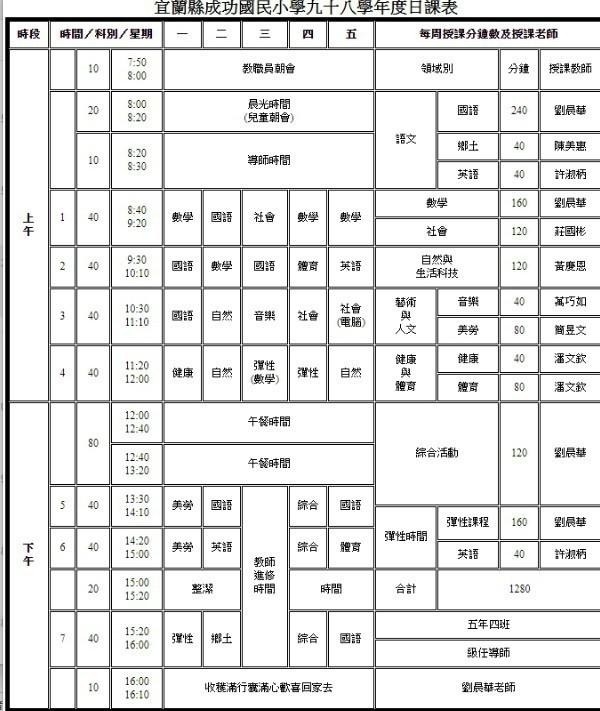 宜蘭縣成功國民小學九十八學年度日課表
時段 時間／科別／星期 一 二 三 四 五 每周授課分鐘數及授課老師
上午
10 7:50 8:00 教職員朝會 領域別 分鐘 授課教師
20 8:00 8:20 晨光時間 (兒童朝會) 語文 國語 240 劉晨華
10 8:20 8:30 導師時間 鄉土 40 陳美惠
英語 40 許淑柄
1 40 8:40 9:20 數學 國語 社會 數學 數學 數學 160 劉晨華
社會 120 莊國彬
2 40 9:30 10:10 國語 數學 國語 體育 英語 自然與 生活科技 120 黃慶恩
3 40 10:30 11:10 國語 自然 音樂 社會 社會 (電腦) 藝術 與 人文 音樂 40 萬巧如
美勞 80 簡昱文
4 40 11:20 12:00 健康 自然 彈性 (數學) 彈性 自然 健康 與 體育 健康 40 潘文欽
體育 80 潘文欽
下午
80 12:00 12:40 午餐時間 綜合活動 120 劉晨華
12:40 13:20 午餐時間
5 40 13:30 14:10 美勞 國語 教師 進修 時間 綜合 國語 彈性時間 彈性課程 160 劉晨華
6 40 14:20 15:00 美勞 英語 綜合 體育 英語 40 許淑柄
20 15:00 15:20 整潔 時間 合計 1280
7 40 15:20 16:00 彈性 鄉土 綜合 國語 五年四班
級任導師
10 16:00 16:10 收穫滿行囊滿心歡喜回家去 劉晨華老師